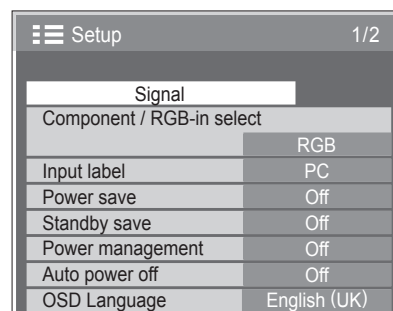 Setup 1/2
Signal
Component / RGB-in select
RGB
Input label PC
Power save Off
Standby save Off
Power management Off
Auto power off Off
OSD Language English (UK)